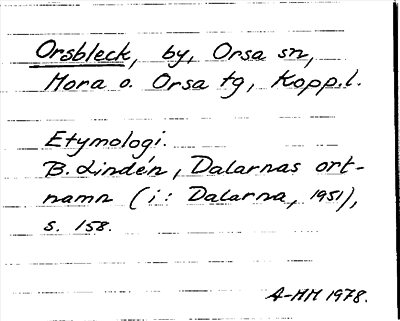 Orsbleck, by, Orsa sn,
Mora o. Orsa tg, Kopp.l.
Etymologi.
B. Lindén, Dalarnas ort-
namn (i: Dalarna, 1951),
s. 158.
A-MM 1978.